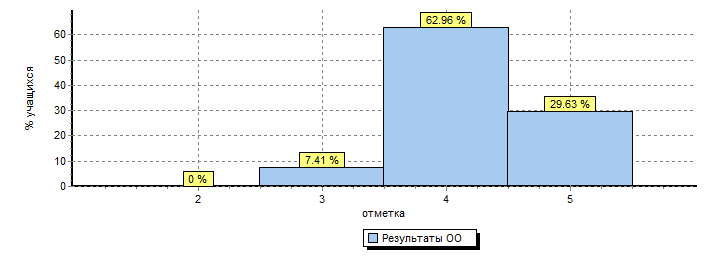 % учащихся
60
50
40
30
20
10
0
0 %
7.41 %
62.96 %
29.63 %
2 3 4 5
отметка
Результаты ОО